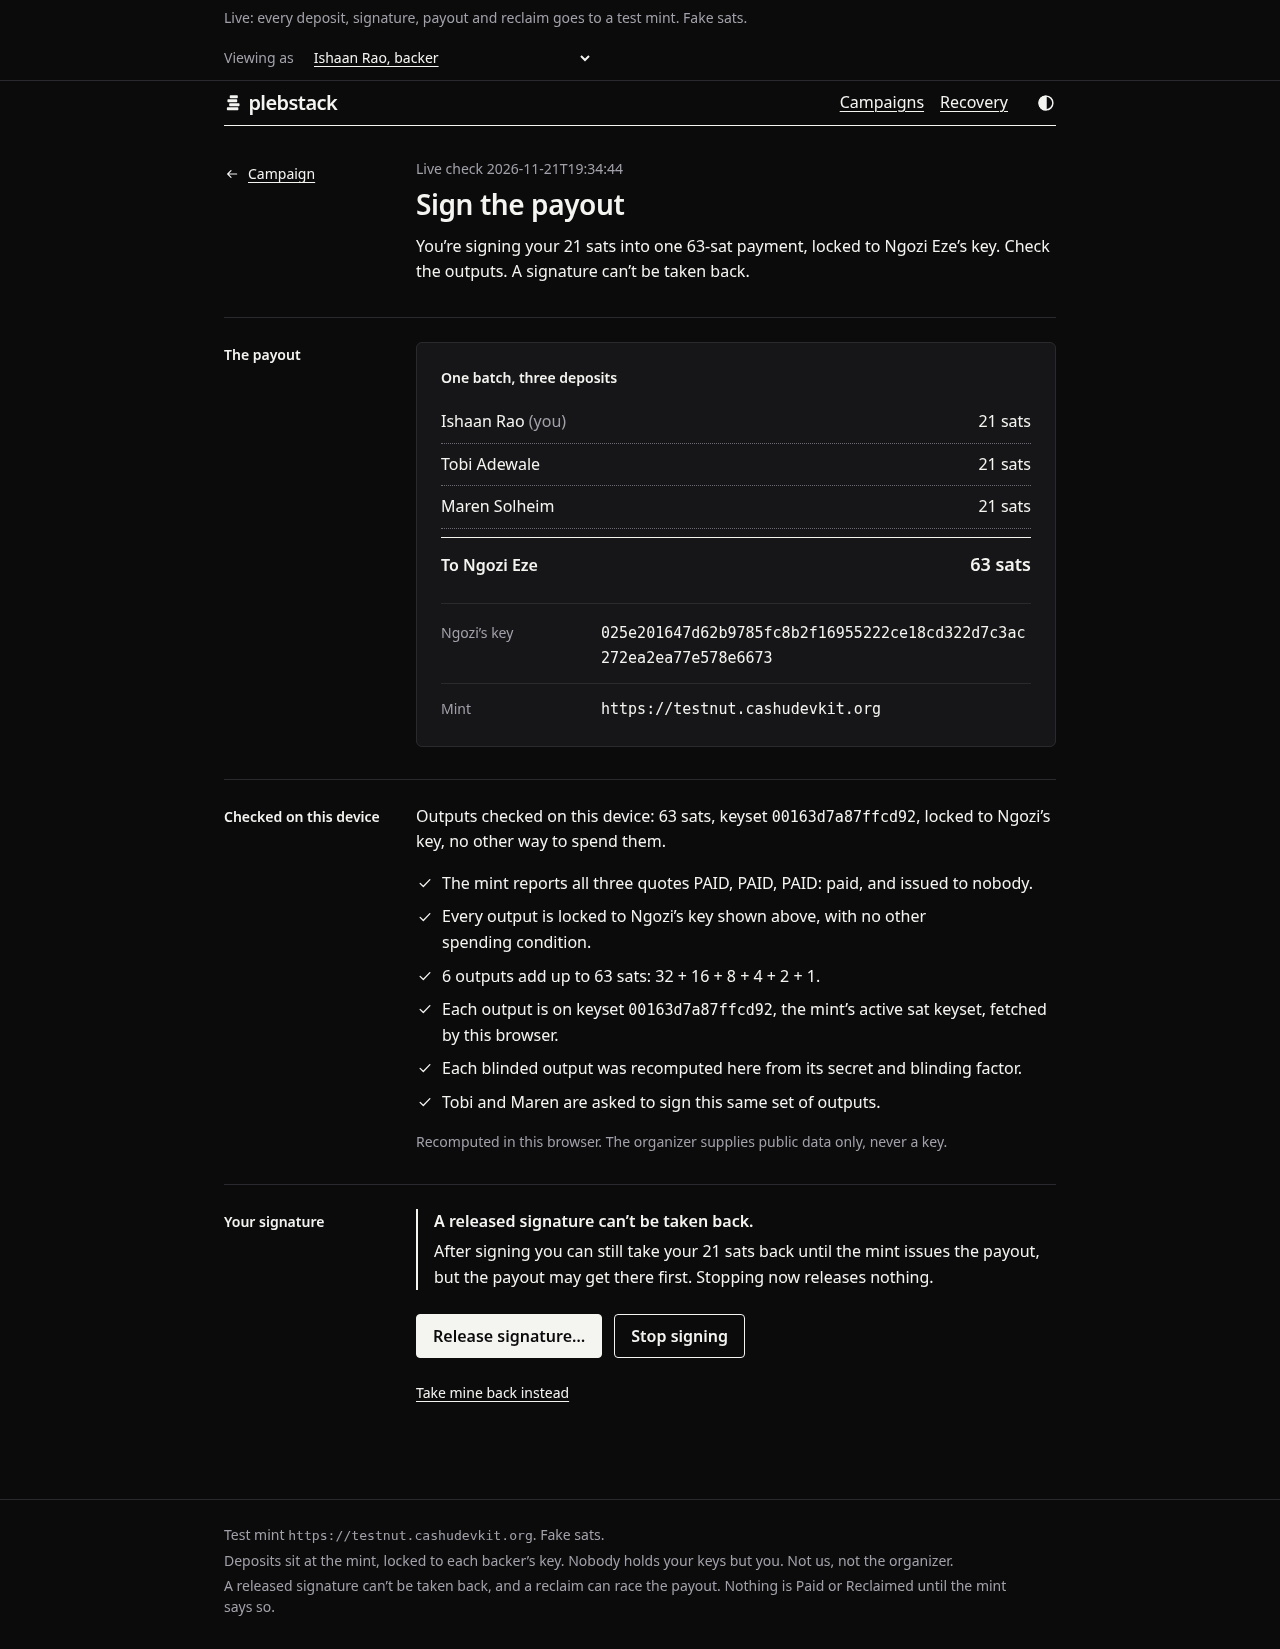 Live: every deposit, signature, payout and reclaim goes to a test mint. Fake sats.
Viewing as Ishaan Rao, backer
plebstack Campaigns Recovery
← Campaign
Live check 2026-11-21T19:34:44
Sign the payout
You’re signing your 21 sats into one 63-sat payment, locked to Ngozi Eze’s key. Check
the outputs. A signature can’t be taken back.
The payout
One batch, three deposits
Ishaan Rao (you) 21 sats
Tobi Adewale 21 sats
Maren Solheim 21 sats
To Ngozi Eze 63 sats
Ngozi’s key 025e201647d62b9785fc8b2f16955222ce18cd322d7c3ac
272ea2ea77e578e6673
Mint https://testnut.cashudevkit.org
Checked on this device
Outputs checked on this device: 63 sats, keyset 00163d7a87ffcd92, locked to Ngozi’s
key, no other way to spend them.
✓ The mint reports all three quotes PAID, PAID, PAID: paid, and issued to nobody.
✓ Every output is locked to Ngozi’s key shown above, with no other
spending condition.
✓ 6 outputs add up to 63 sats: 32 + 16 + 8 + 4 + 2 + 1.
✓ Each output is on keyset 00163d7a87ffcd92, the mint’s active sat keyset, fetched
by this browser.
✓ Each blinded output was recomputed here from its secret and blinding factor.
✓ Tobi and Maren are asked to sign this same set of outputs.
Recomputed in this browser. The organizer supplies public data only, never a key.
Your signature
A released signature can’t be taken back.
After signing you can still take your 21 sats back until the mint issues the payout,
but the payout may get there first. Stopping now releases nothing.
Release signature… Stop signing
Take mine back instead
Test mint https://testnut.cashudevkit.org. Fake sats.
Deposits sit at the mint, locked to each backer’s key. Nobody holds your keys but you. Not us, not the organizer.
A released signature can’t be taken back, and a reclaim can race the payout. Nothing is Paid or Reclaimed until the mint
says so.